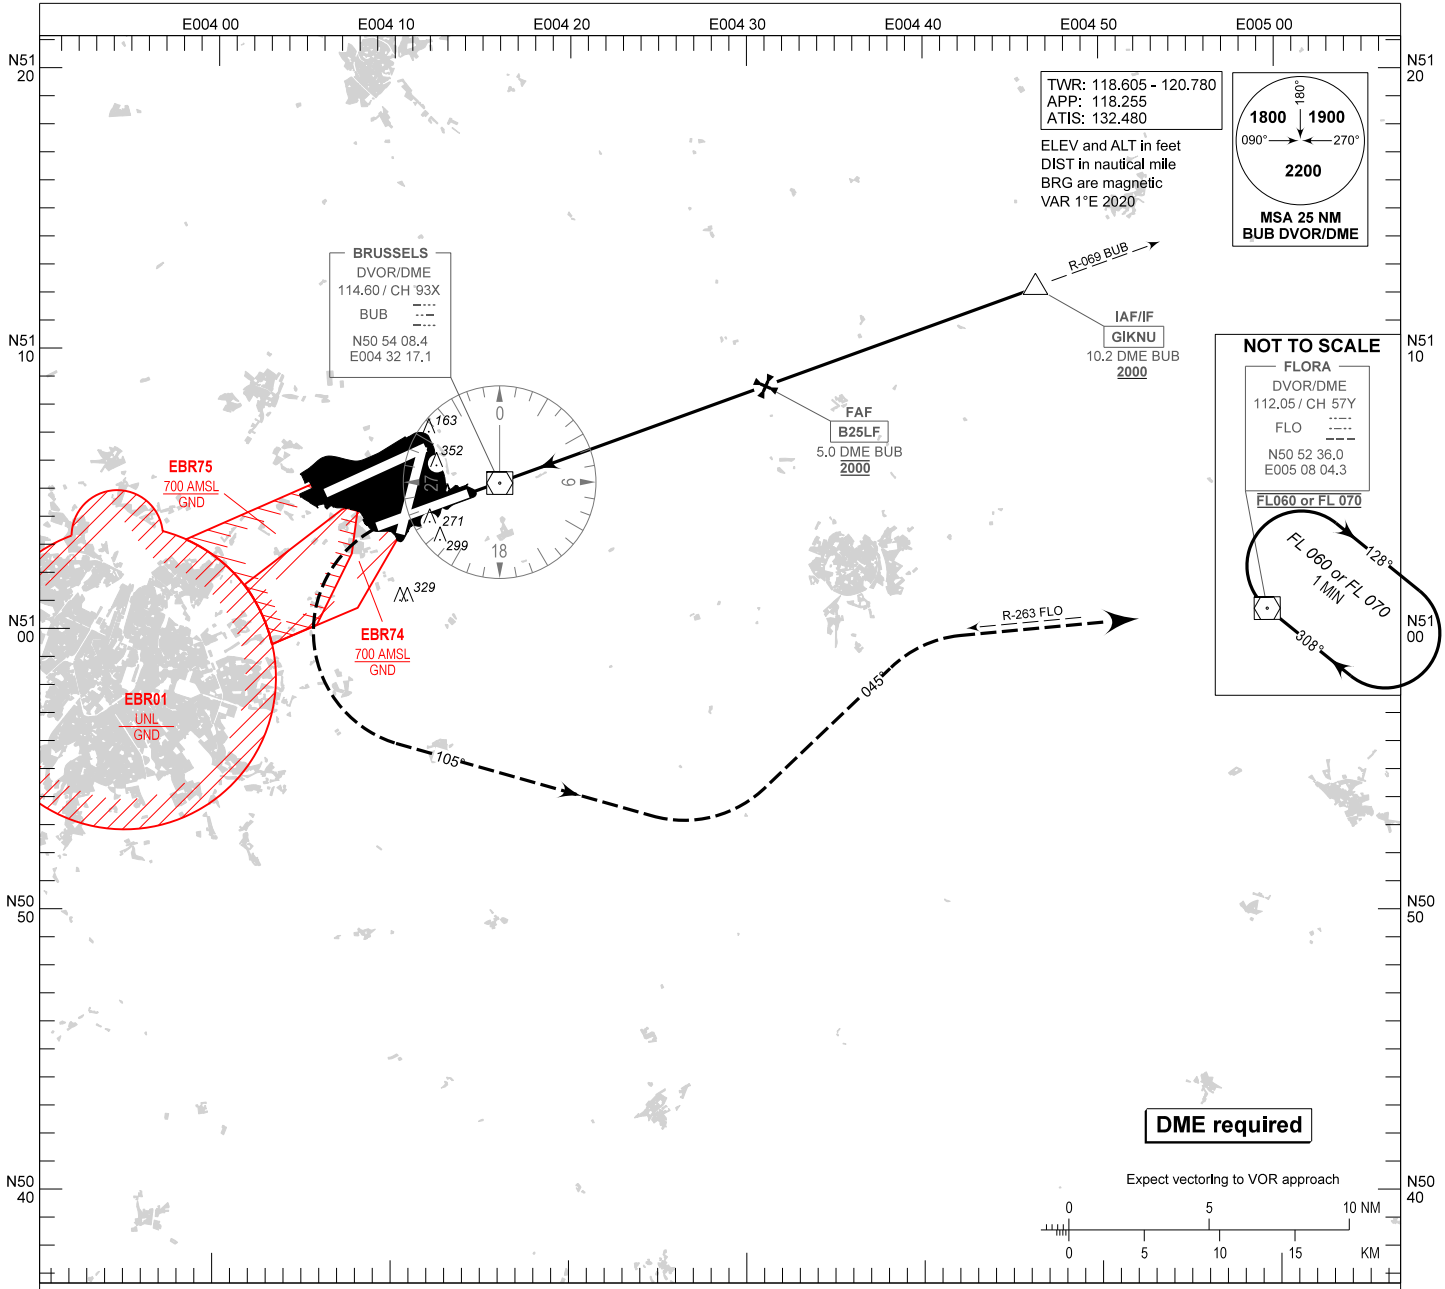 E004 00 E004 10 E004 20 E004 30 E004 40 E004 50 E005 00
N51
20
N51
20
TWR: 118.605 - 120.780
APP: 118.255
ATIS: 132.480
ELEV and ALT in feet
DIST in nautical mile
BRG are magnetic
VAR 1°E 2020
180°
1800 1900
090° 270°
2200
MSA 25 NM
BUB DVOR/DME
BRUSSELS
DVOR/DME
114.60 / CH 93X
BUB
N50 54 08.4
E004 32 17.1
R-069 BUB
IAF/IF
GIKNU
10.2 DME BUB
2000
N51
10
N51
10
NOT TO SCALE
FLORA
DVOR/DME
112.05 / CH 57Y
FLO
N50 52 36.0
E005 08 04.3
FL060 or FL 070
FL 060 or FL 070
1 MIN
128°
308°
FAF
B25LF
5.0 DME BUB
2000
0
9
18
27
163
352
271
299
329
EBR75
700 AMSL
GND
EBR74
700 AMSL
GND
EBR01
UNL
GND
N51
00
N51
00
R-263 FLO
045°
105°
N50
50
N50
50
DME required
Expect vectoring to VOR approach
N50
40
N50
40
0 5 10 NM
0 5 10 15 KM